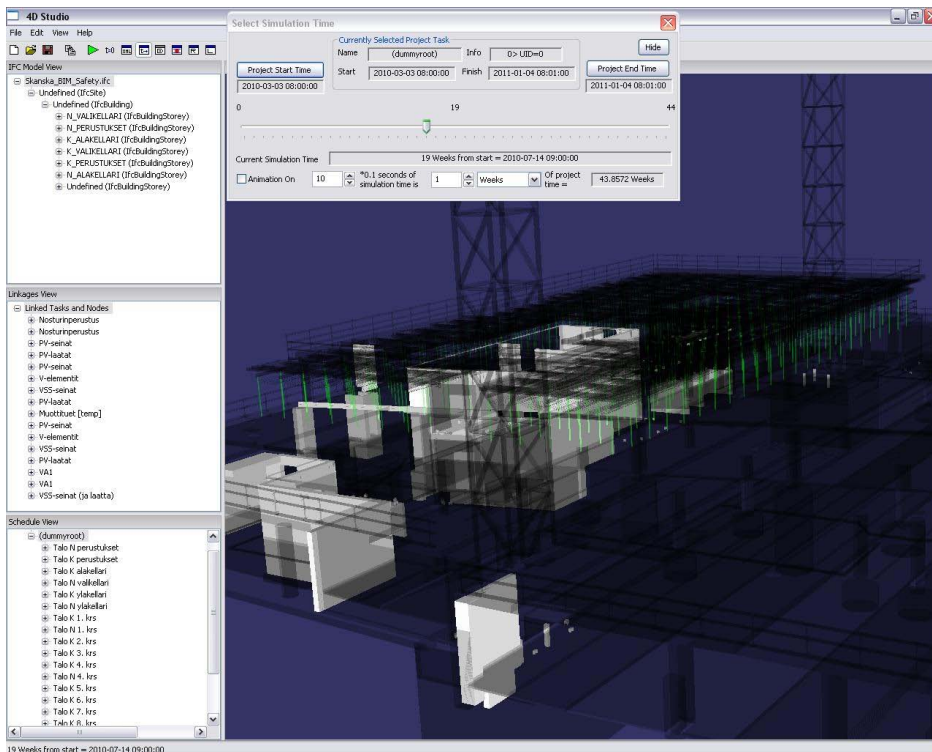 4D Studio
File Edit View Help
IFC Model View
Skanska_BIM_Safety.ifc
Undefined (IfcSite)
Undefined (IfcBuilding)
N_VALIKELLARI (IfcBuildingStorey)
N_PERUSTUKSET (IfcBuildingStorey)
K_ALAKELLARI (IfcBuildingStorey)
K_VALIKELLARI (IfcBuildingStorey)
K_PERUSTUKSET (IfcBuildingStorey)
N_ALAKELLARI (IfcBuildingStorey)
Undefined (IfcBuildingStorey)
Linkages View
Linked Tasks and Nodes
Nosturinperustus
Nosturinperustus
PV-seinat
PV-laatat
PV-seinat
V-elementit
VSS-seinat
PV-laatat
Muottituet [temp]
PV-seinat
V-elementit
VSS-seinat
PV-laatat
VA1
VA1
VSS-seinat (ja laatta)
Schedule View
(dummyroot)
Talo N perustukset
Talo K perustukset
Talo K alakellari
Talo N valikellari
Talo K ylakellari
Talo N ylakellari
Talo K 1. krs
Talo N 1. krs
Talo K 2. krs
Talo K 3. krs
Talo K 4. krs
Talo N 4. krs
Talo K 5. krs
Talo K 6. krs
Talo K 7. krs
Talo K 8. krs
19 Weeks from start = 2010-07-14 09:00:00
Select Simulation Time
Currently Selected Project Task
Name (dummyroot) Info 0> UID=0
Hide
Project Start Time Start 2010-03-03 08:00:00 Finish 2011-01-04 08:01:00 Project End Time
2010-03-03 08:00:00 2011-01-04 08:01:00
0 19 44
Current Simulation Time 19 Weeks from start = 2010-07-14 09:00:00
Animation On 10 *0.1 seconds of simulation time is 1 Weeks Of project time = 43.8572 Weeks